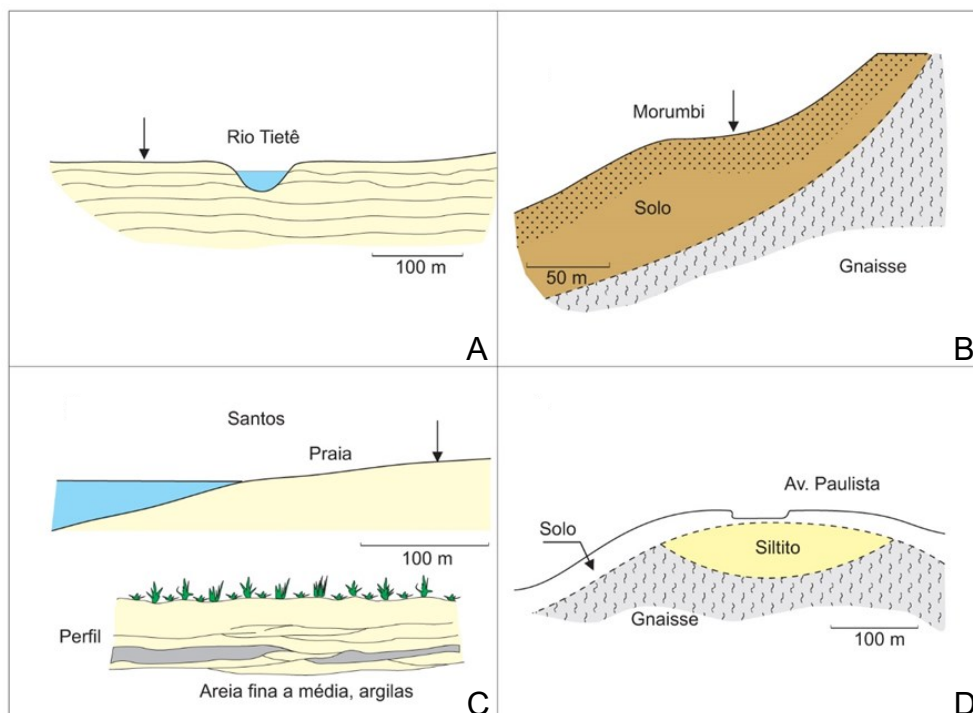 Rio Tietê
100 m
A
Morumbi
Solo
50 m
Gnaisse
B
Santos
Praia
100 m
Perfil
Areia fina a média, argilas
C
Av. Paulista
Solo
Siltito
Gnaisse
100 m
D